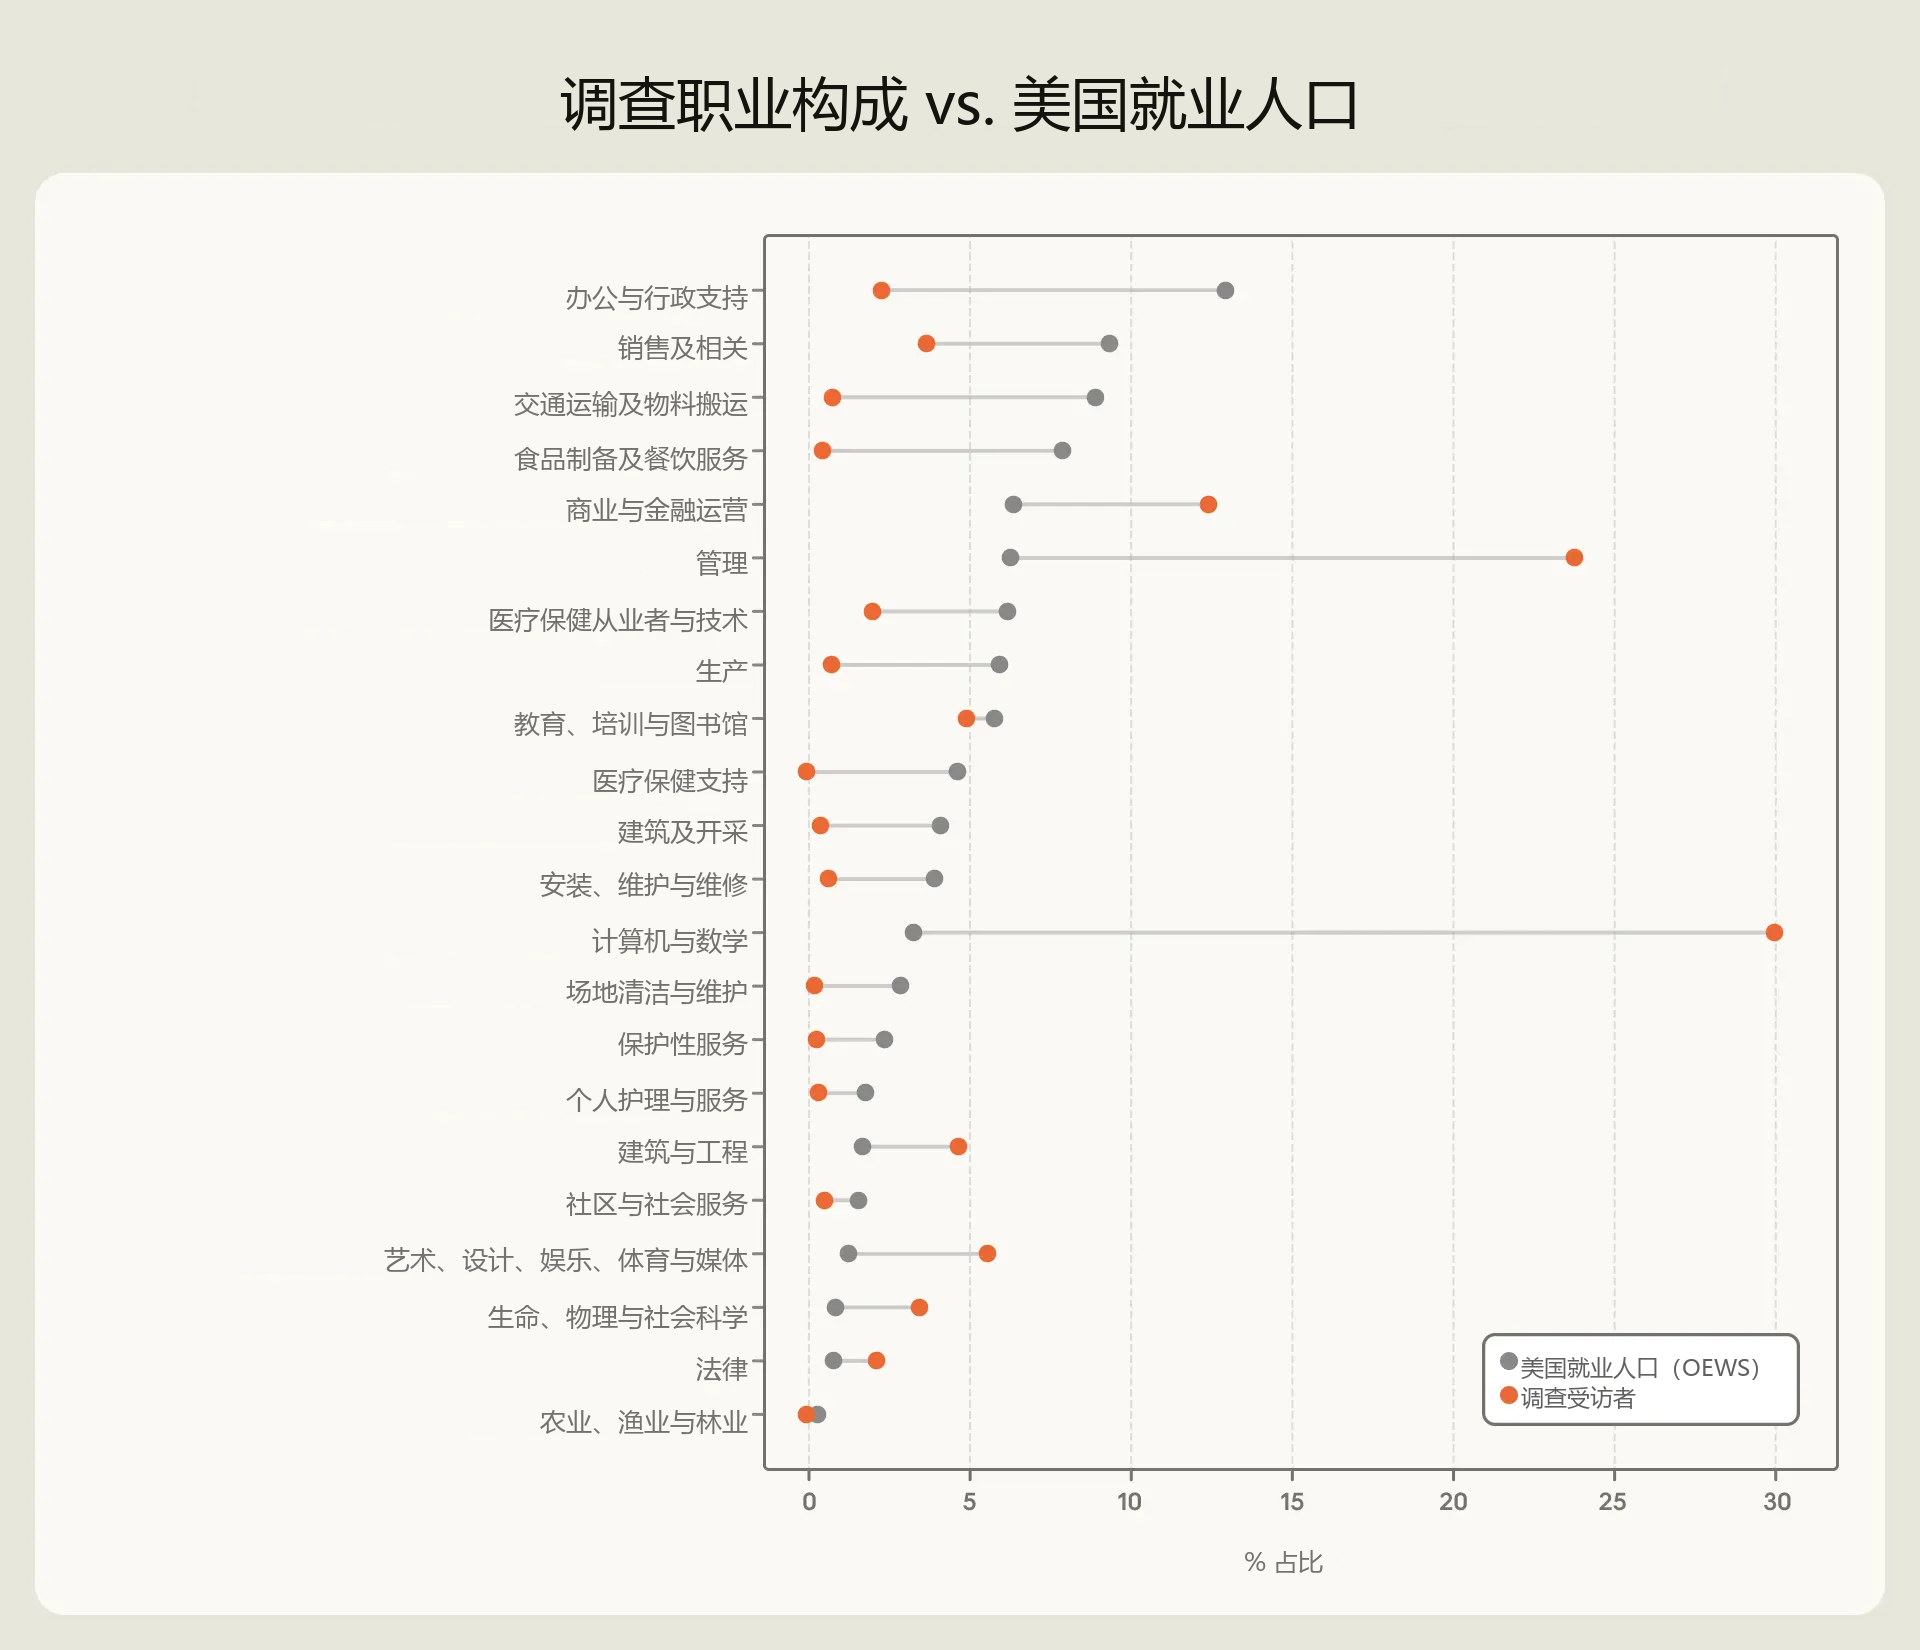 调查职业构成 vs. 美国就业人口
办公与行政支持
销售及相关
交通运输及物料搬运
食品制备及餐饮服务
商业与金融运营
管理
医疗保健从业者与技术
生产
教育、培训与图书馆
医疗保健支持
建筑及开采
安装、维护与维修
计算机与数学
场地清洁与维护
保护性服务
个人护理与服务
建筑与工程
社区与社会服务
艺术、设计、娱乐、体育与媒体
生命、物理与社会科学
法律
农业、渔业与林业
美国就业人口（OEWS）
调查受访者
0 5 10 15 20 25 30
% 占比